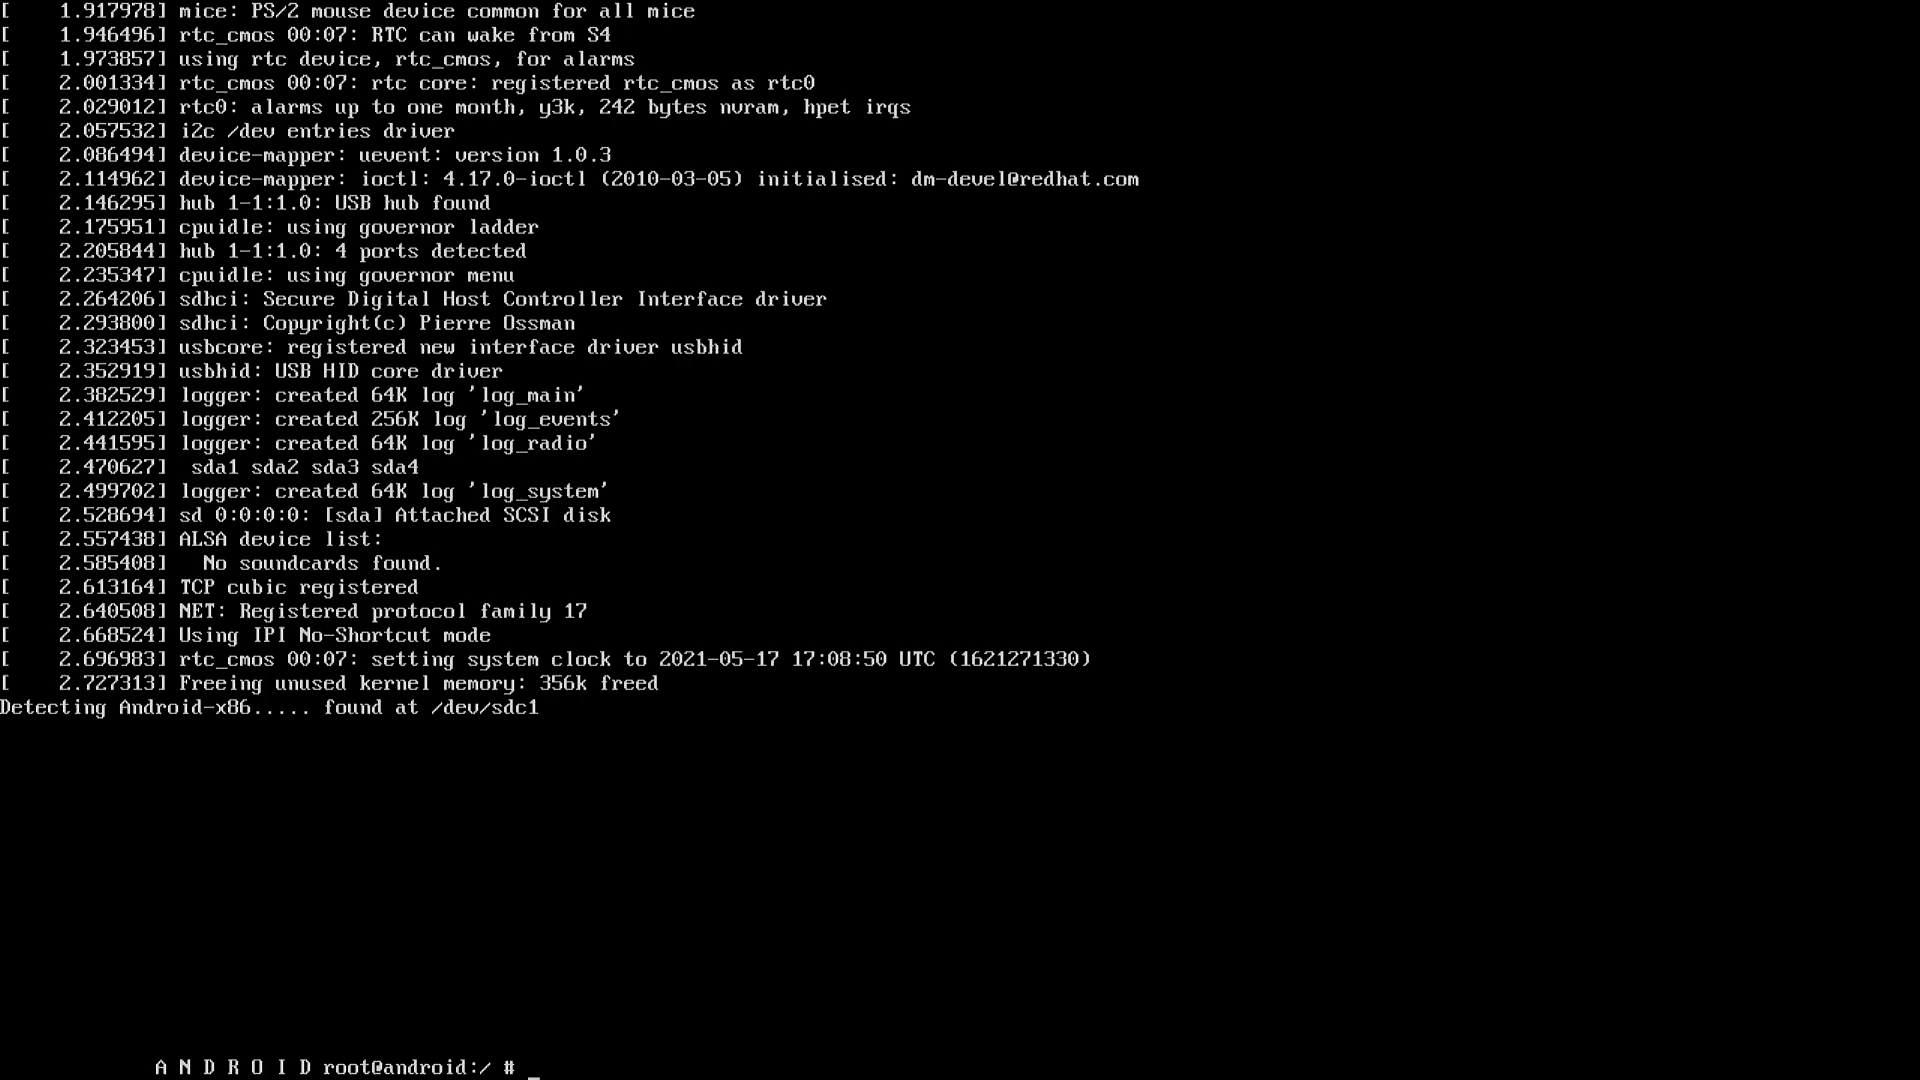 [    1.917978] mice: PS/2 mouse device common for all mice
[    1.946496] rtc_cmos 00:07: RTC can wake from S4
[    1.973857] using rtc device, rtc_cmos, for alarms
[    2.001334] rtc_cmos 00:07: rtc core: registered rtc_cmos as rtc0
[    2.029012] rtc0: alarms up to one month, y3k, 242 bytes nvram, hpet irqs
[    2.057532] i2c /dev entries driver
[    2.086494] device-mapper: uevent: version 1.0.3
[    2.114962] device-mapper: ioctl: 4.17.0-ioctl (2010-03-05) initialised: dm-devel@redhat.com
[    2.146295] hub 1-1:1.0: USB hub found
[    2.175951] cpuidle: using governor ladder
[    2.205844] hub 1-1:1.0: 4 ports detected
[    2.235347] cpuidle: using governor menu
[    2.264206] sdhci: Secure Digital Host Controller Interface driver
[    2.293800] sdhci: Copyright(c) Pierre Ossman
[    2.323453] usbcore: registered new interface driver usbhid
[    2.352919] usbhid: USB HID core driver
[    2.382529] logger: created 64K log 'log_main'
[    2.412205] logger: created 256K log 'log_events'
[    2.441595] logger: created 64K log 'log_radio'
[    2.470627]  sda1 sda2 sda3 sda4
[    2.499702] logger: created 64K log 'log_system'
[    2.528694] sd 0:0:0:0: [sda] Attached SCSI disk
[    2.557438] ALSA device list:
[    2.585408]   No soundcards found.
[    2.613164] TCP cubic registered
[    2.640508] NET: Registered protocol family 17
[    2.668524] Using IPI No-Shortcut mode
[    2.696983] rtc_cmos 00:07: setting system clock to 2021-05-17 17:08:50 UTC (1621271330)
[    2.727313] Freeing unused kernel memory: 356k freed
Detecting Android-x86..... found at /dev/sdc1
A N D R O I D root@android:/ # _